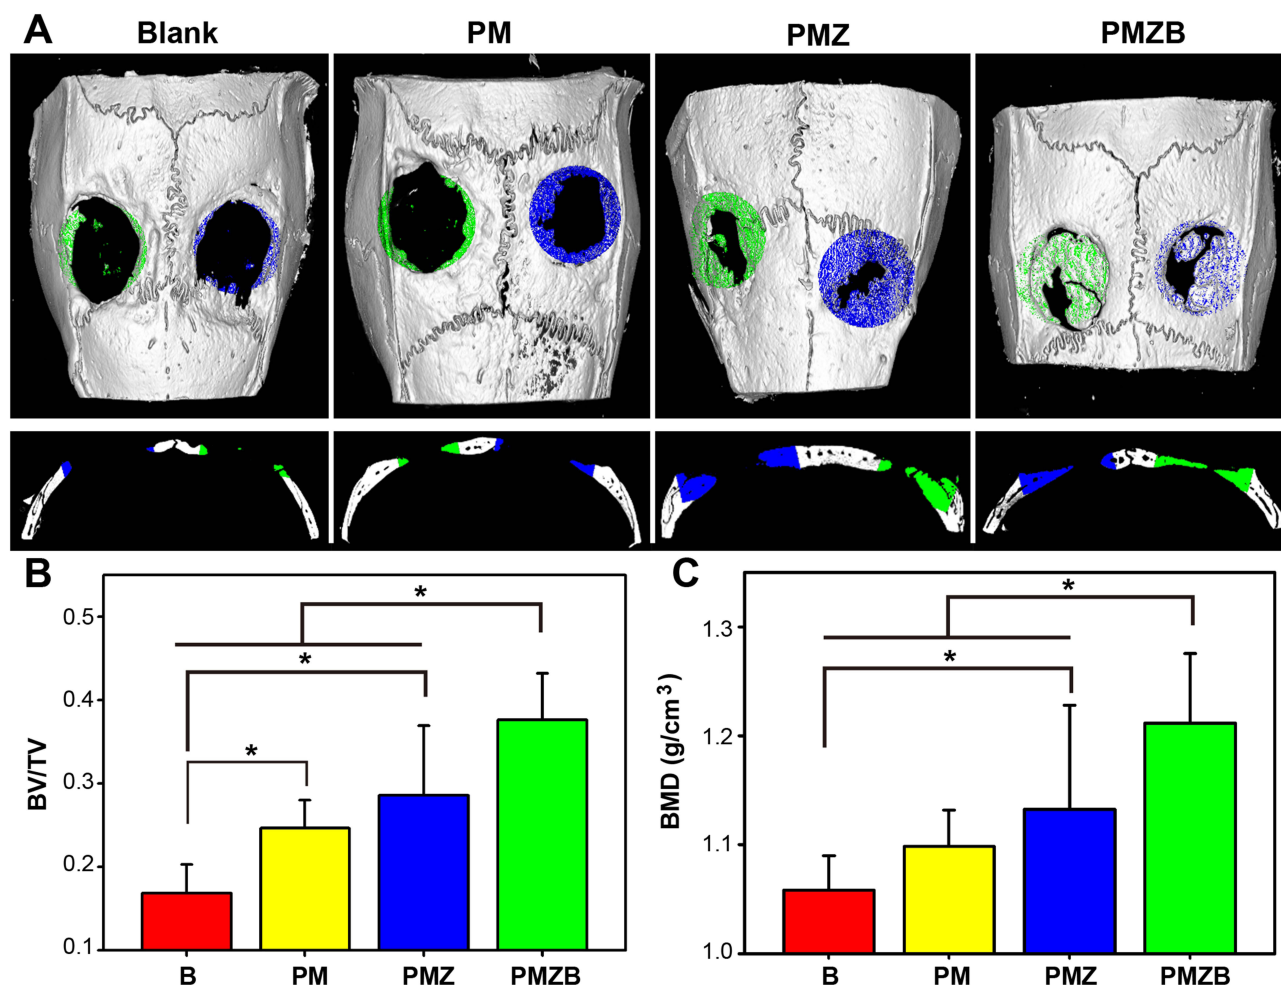 A
Blank
PM
PMZ
PMZB
B
0.5
0.4
0.3
0.2
0.1
BV/TV
*
*
*
B
PM
PMZ
PMZB
C
1.3
1.2
1.1
1.0
BMD (g/cm³)
*
*
B
PM
PMZ
PMZB